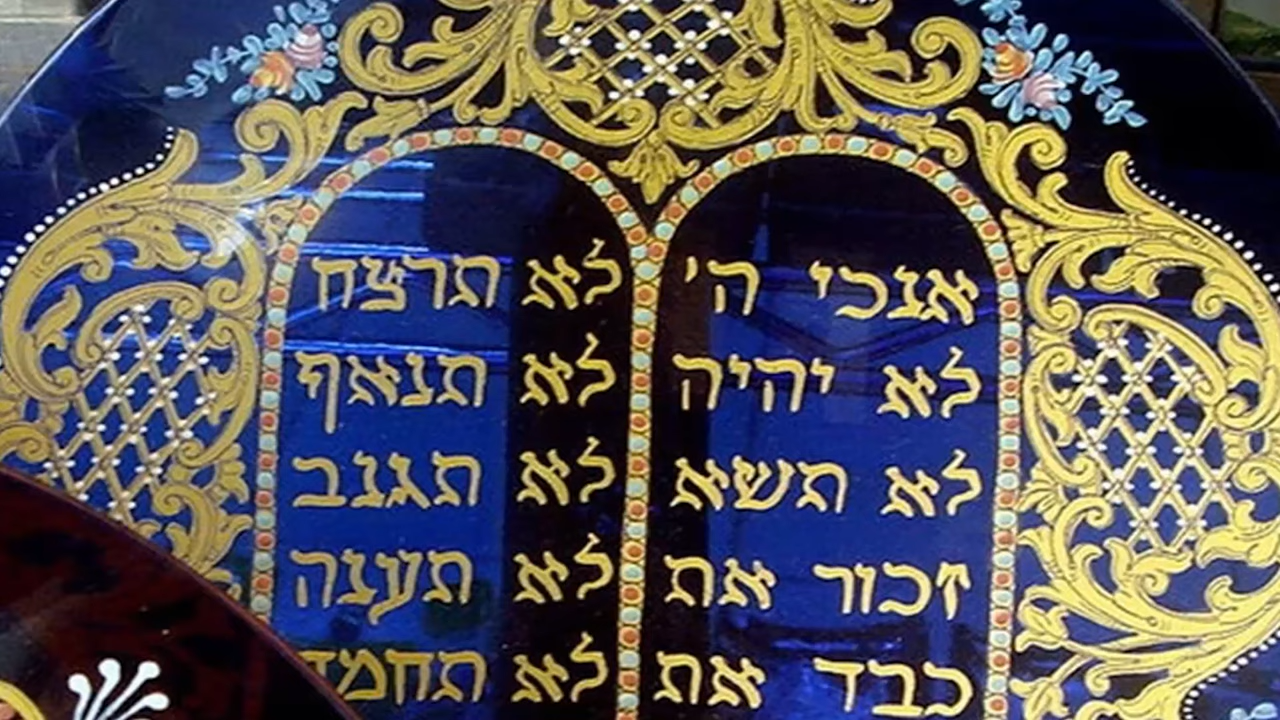 אנכי ה'
לא יהיה
לא תשא
זכור את
כבד את
לא תרצח
לא תנאף
לא תגנב
לא תענה
לא תחמד